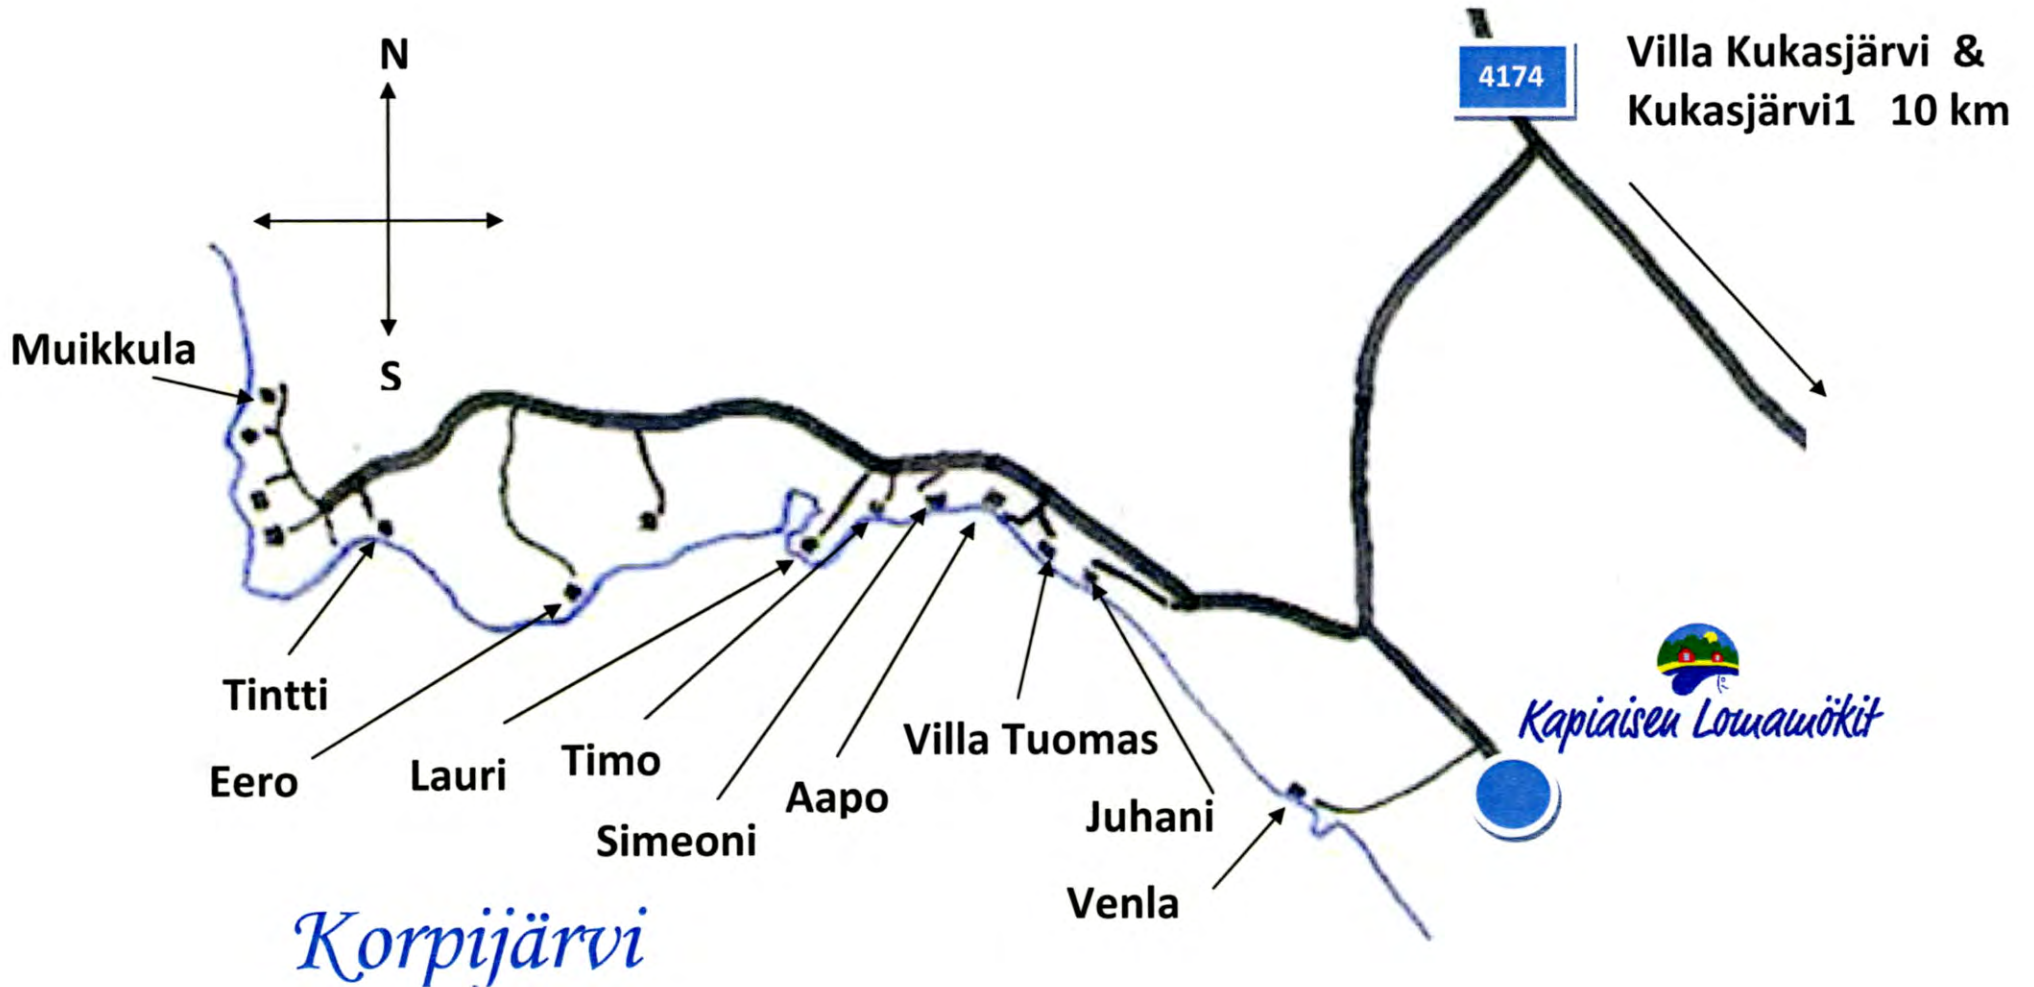 N
4174
Villa Kukasjärvi &
Kukasjärvi1 10 km
Muikkula
S
Kapiaisen Lomamökit
Tintti
Eero
Lauri
Timo
Villa Tuomas
Simeoni
Aapo
Juhani
Venla
Korpijärvi